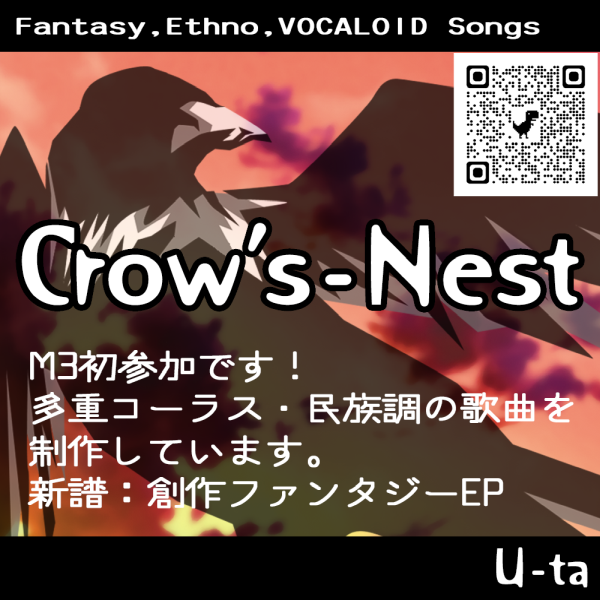 Fantasy,Ethno,VOCALOID Songs
Crow's-Nest
M3初参加です！
多重コーラス・民族調の歌曲を
制作しています。
新譜：創作ファンタジーEP
U-ta